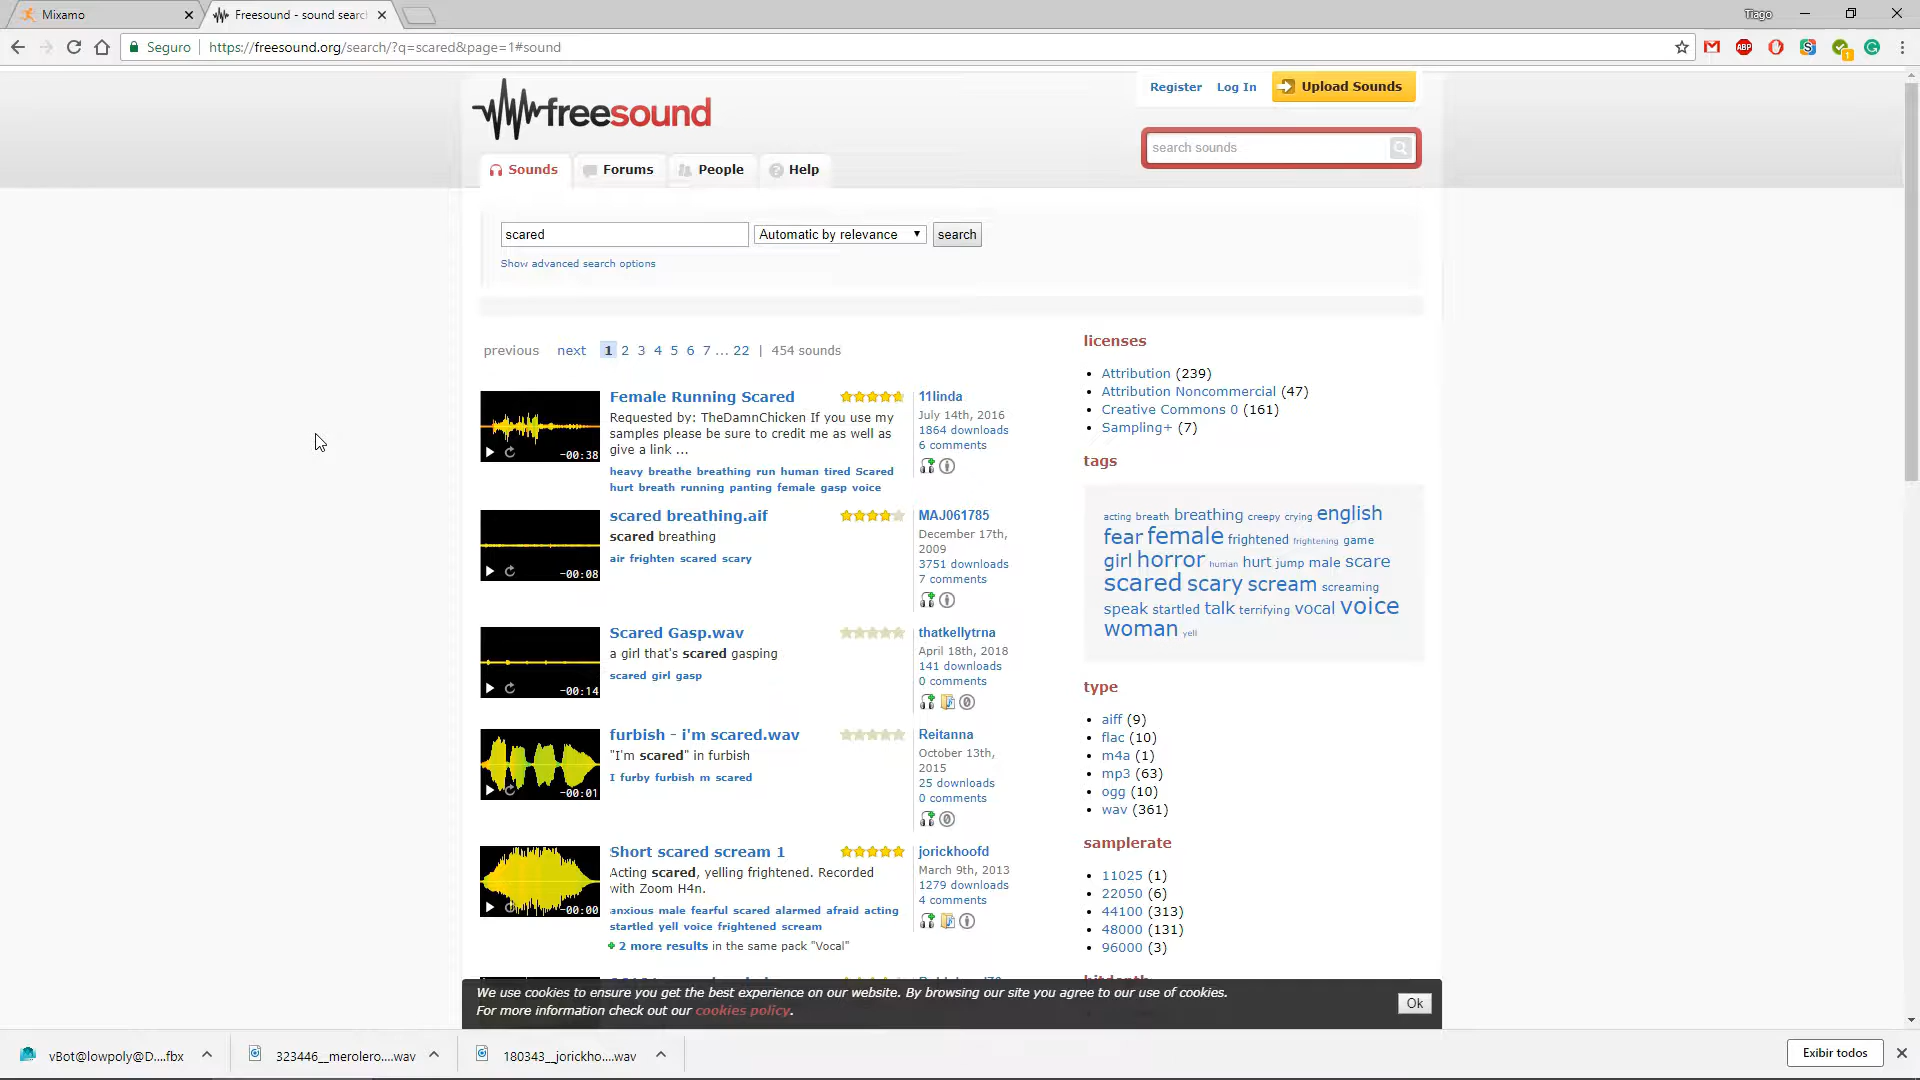 Mixamo
Freesound - sound searc
Tiago
Seguro
https://freesound.org/search/?q=scared&page=1#sound
ABP
freesound
Register
Log In
Upload Sounds
search sounds
Sounds
Forums
People
Help
scared
Automatic by relevance
search
Show advanced search options
previous next 1 2 3 4 5 6 7 ... 22 | 454 sounds
-00:38
Female Running Scared
Requested by: TheDamnChicken If you use my
samples please be sure to credit me as well as
give a link ...
heavy breathe breathing run human tired Scared
hurt breath running panting female gasp voice
11linda
July 14th, 2016
1864 downloads
6 comments
-00:08
scared breathing.aif
scared breathing
air frighten scared scary
MAJ061785
December 17th,
2009
3751 downloads
7 comments
-00:14
Scared Gasp.wav
a girl that's scared gasping
scared girl gasp
thatkellytrna
April 18th, 2018
141 downloads
0 comments
-00:01
furbish - i'm scared.wav
"I'm scared" in furbish
I furby furbish m scared
Reitanna
October 13th,
2015
25 downloads
0 comments
-00:00
Short scared scream 1
Acting scared, yelling frightened. Recorded
with Zoom H4n.
anxious male fearful scared alarmed afraid acting
startled yell voice frightened scream
2 more results in the same pack "Vocal"
jorickhoofd
March 9th, 2013
1279 downloads
4 comments
licenses
Attribution (239)
Attribution Noncommercial (47)
Creative Commons 0 (161)
Sampling+ (7)
tags
acting breath breathing creepy crying english
fear female frightened frightening game
girl horror human hurt jump male scare
scared scary scream screaming
speak startled talk terrifying vocal voice
woman yell
type
aiff (9)
flac (10)
m4a (1)
mp3 (63)
ogg (10)
wav (361)
samplerate
11025 (1)
22050 (6)
44100 (313)
48000 (131)
96000 (3)
We use cookies to ensure you get the best experience on our website. By browsing our site you agree to our use of cookies.
For more information check out our cookies policy.
Ok
vBot@lowpoly@D....fbx
323446__merolero....wav
180343__jorickho....wav
Exibir todos